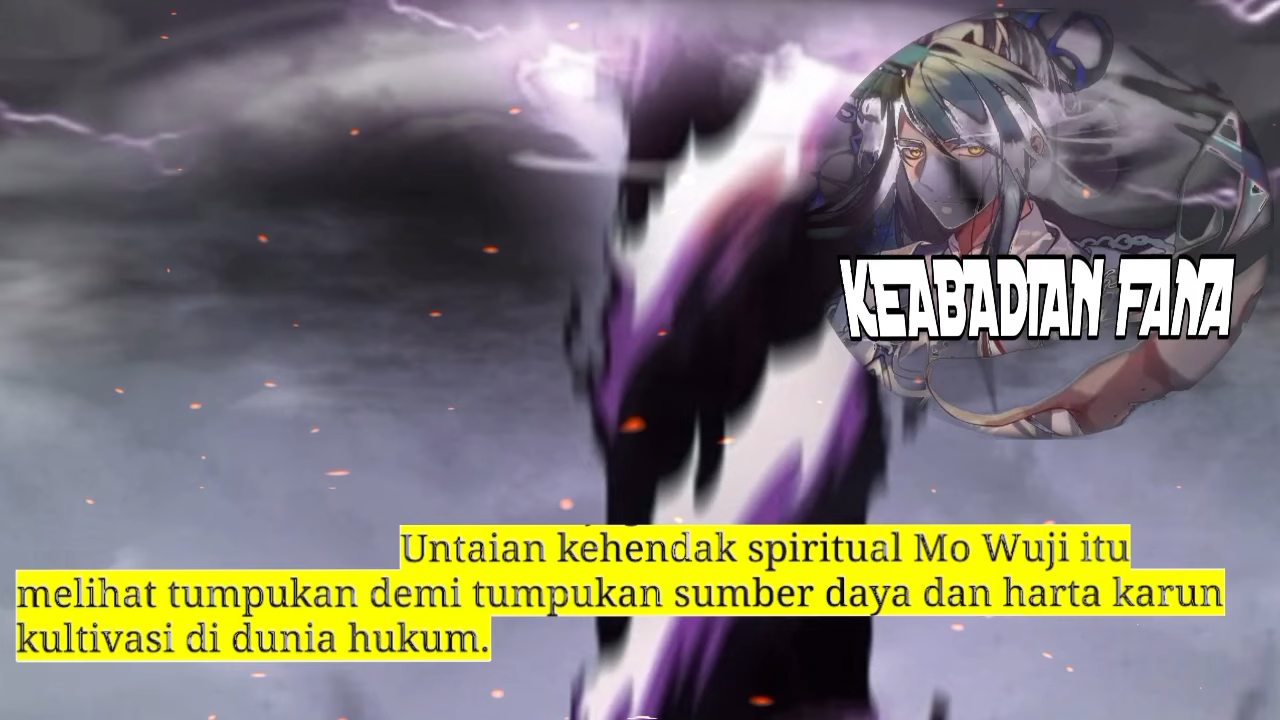 KEABADIAN FANA
Untaian kehendak spiritual Mo Wuji itu
melihat tumpukan demi tumpukan sumber daya dan harta karun
kultivasi di dunia hukum.